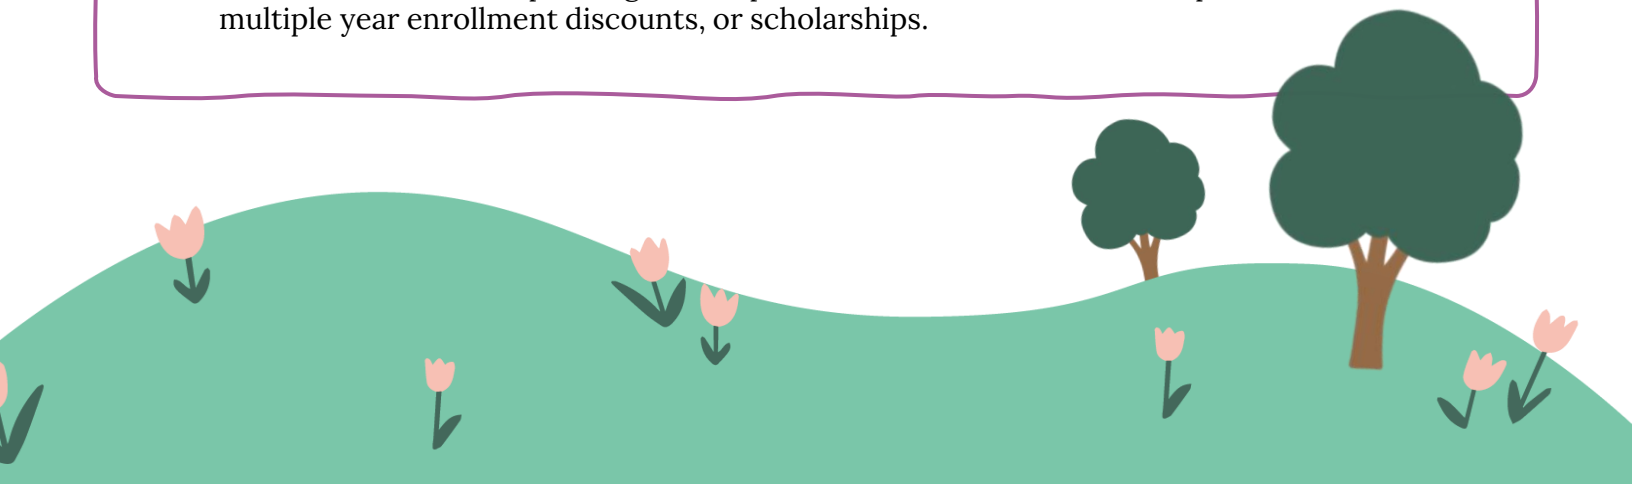 multiple year enrollment discounts, or scholarships.